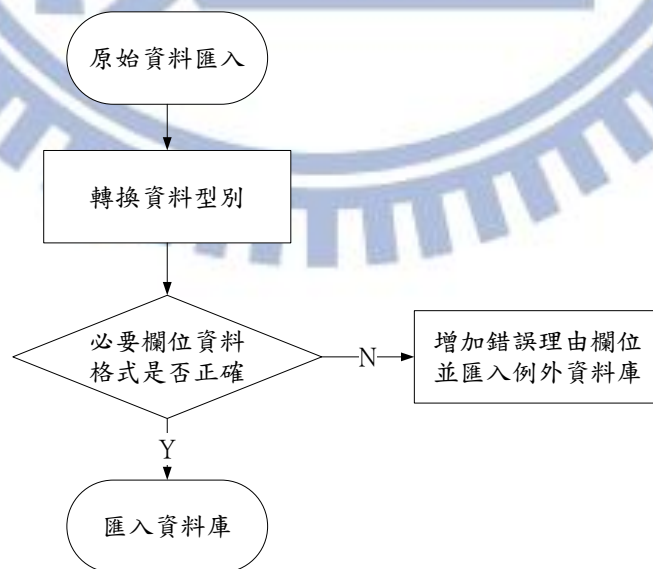 原始資料匯入
轉換資料型別
必要欄位資料
格式是否正確
N
增加錯誤理由欄位
並匯入例外資料庫
Y
匯入資料庫